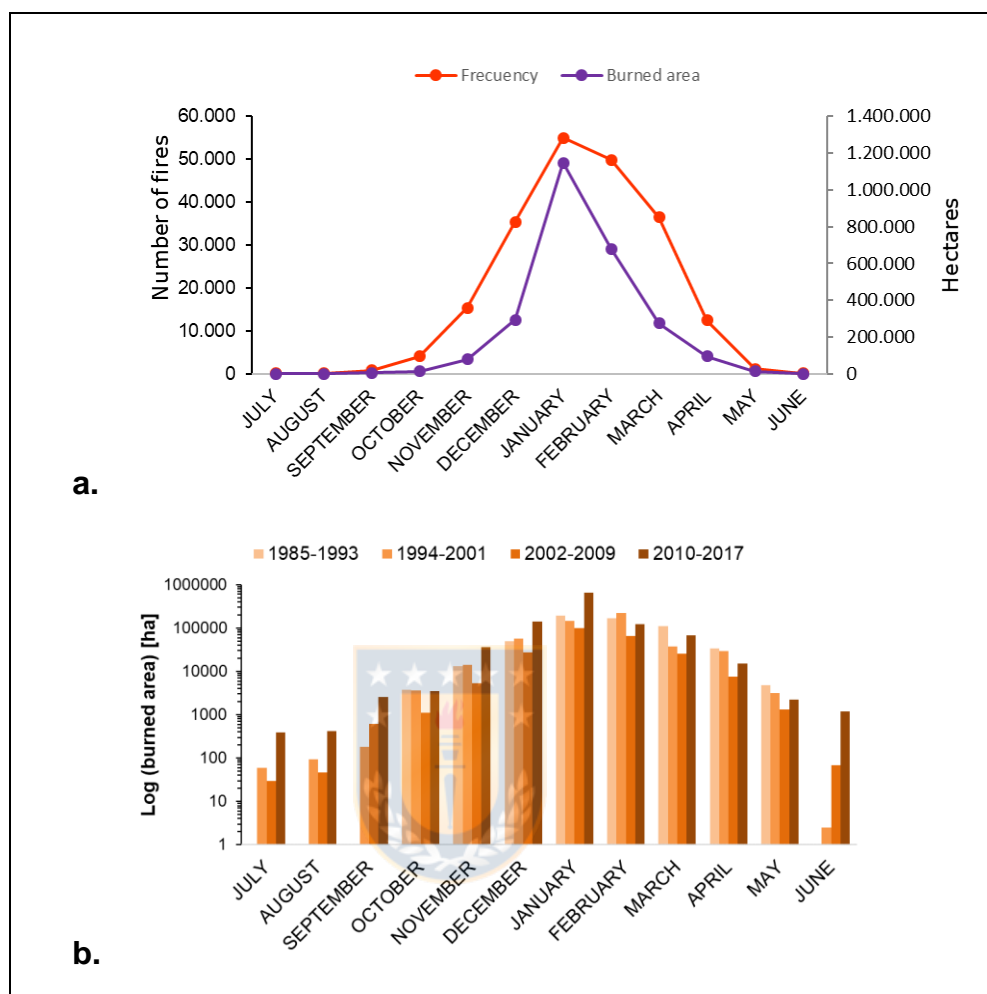 Frecuency Burned area
60.000
50.000
40.000
30.000
20.000
10.000
0
Number of fires
1.400.000
1.200.000
1.000.000
800.000
600.000
400.000
200.000
0
Hectares
JULY
AUGUST
SEPTEMBER
OCTOBER
NOVEMBER
DECEMBER
JANUARY
FEBRUARY
MARCH
APRIL
MAY
JUNE
a.
1985-1993 1994-2001 2002-2009 2010-2017
1000000
100000
10000
1000
100
10
1
Log (burned area) [ha]
JULY
AUGUST
SEPTEMBER
OCTOBER
NOVEMBER
DECEMBER
JANUARY
FEBRUARY
MARCH
APRIL
MAY
JUNE
b.